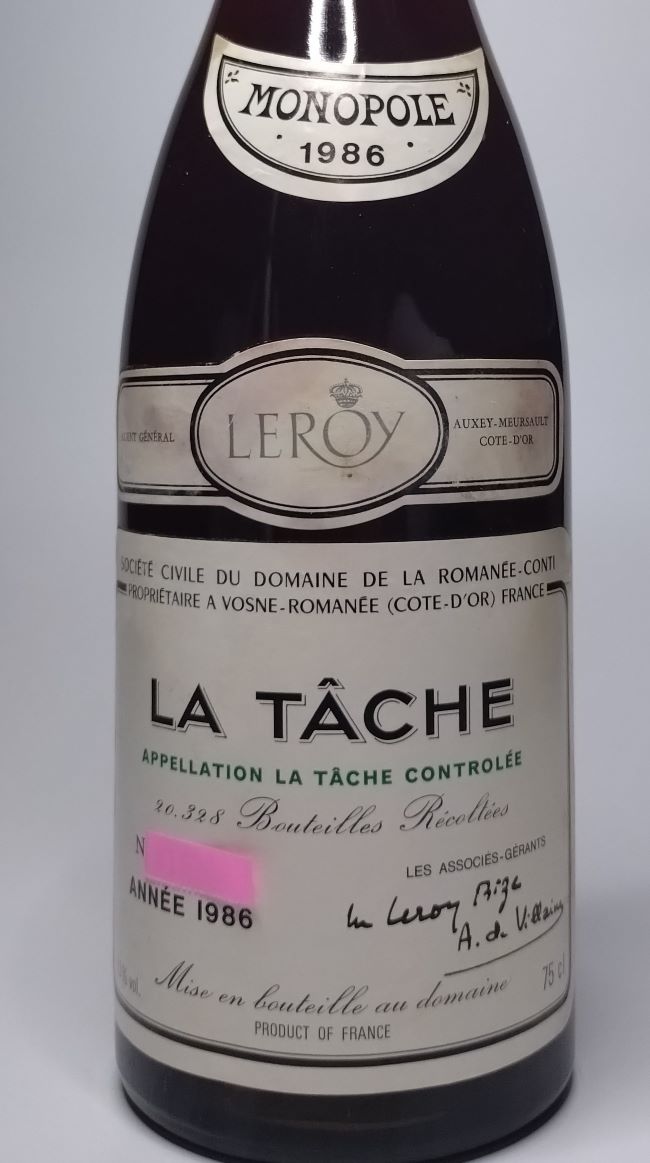 MONOPOLE
1986
LEROY
GÉNÉRAL
AUXEY-MEURSAULT
COTE-D'OR
SOCIÉTÉ CIVILE DU DOMAINE DE LA ROMANÉE-CONTI
PROPRIÉTAIRE A VOSNE-ROMANÉE (COTE-D'OR) FRANCE
LA TÂCHE
APPELLATION LA TÂCHE CONTROLÉE
20.328 Bouteilles Récoltées
N
LES ASSOCIÉS-GÉRANTS
ANNÉE 1986
Leroy Bize
A. de Villaine
% vol.
Mise en bouteille au domaine
75 cl
PRODUCT OF FRANCE